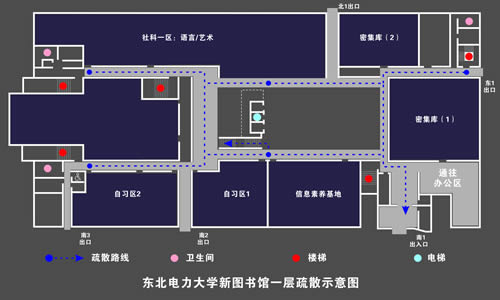 北1出口
社科一区：语言/艺术
密集库（2）
东1
出口
密集库（1）
通往
办公区
自习区2
自习区1
信息素养基地
南3
出口
南2
出口
南1
出入口
疏散路线
卫生间
楼梯
电梯
东北电力大学新图书馆一层疏散示意图